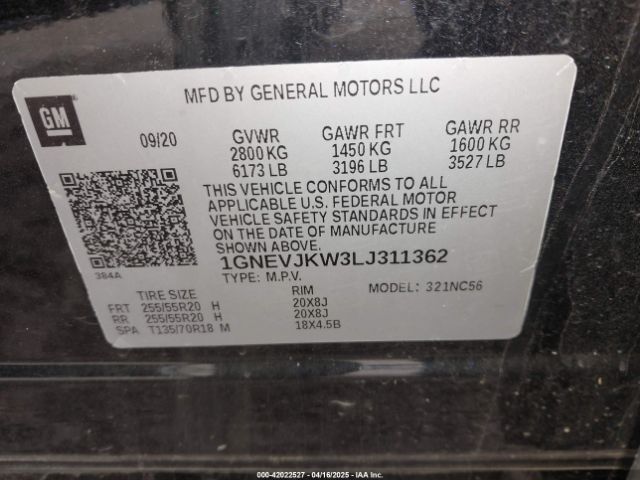 MFD BY GENERAL MOTORS LLC
GM
09/20
GVWR GAWR FRT GAWR RR
2800 KG 1450 KG 1600 KG
6173 LB 3196 LB 3527 LB
THIS VEHICLE CONFORMS TO ALL
APPLICABLE U.S. FEDERAL MOTOR
VEHICLE SAFETY STANDARDS IN EFFECT
ON THE DATE OF MANUFACTURE
SHOWN ABOVE.
384A
1GNEVJKW3LJ311362
TYPE: M.P.V.
MODEL: 321NC56
TIRE SIZE RIM
FRT 255/55R20 H 20X8J
RR 255/55R20 H 20X8J
SPA T135/70R18 M 18X4.5B
000-42022527 - 04/16/2025 - IAA Inc.